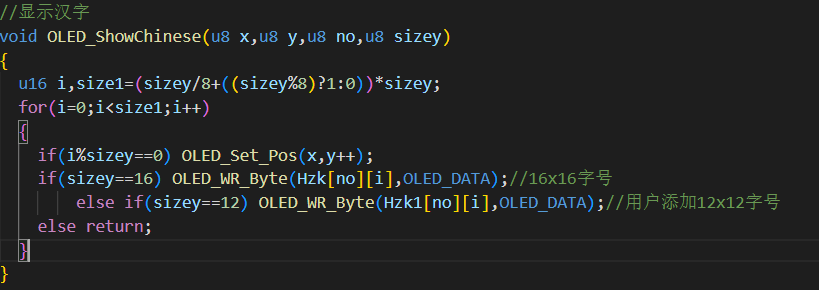 //显示汉字
void OLED_ShowChinese(u8 x,u8 y,u8 no,u8 sizey)
{
u16 i,size1=(sizey/8+((sizey%8)?1:0))*sizey;
for(i=0;i<size1;i++)
{
if(i%sizey==0) OLED_Set_Pos(x,y++);
if(sizey==16) OLED_WR_Byte(Hzk[no][i],OLED_DATA);//16x16字号
else if(sizey==12) OLED_WR_Byte(Hzk1[no][i],OLED_DATA);//用户添加12x12字号
else return;
}
}